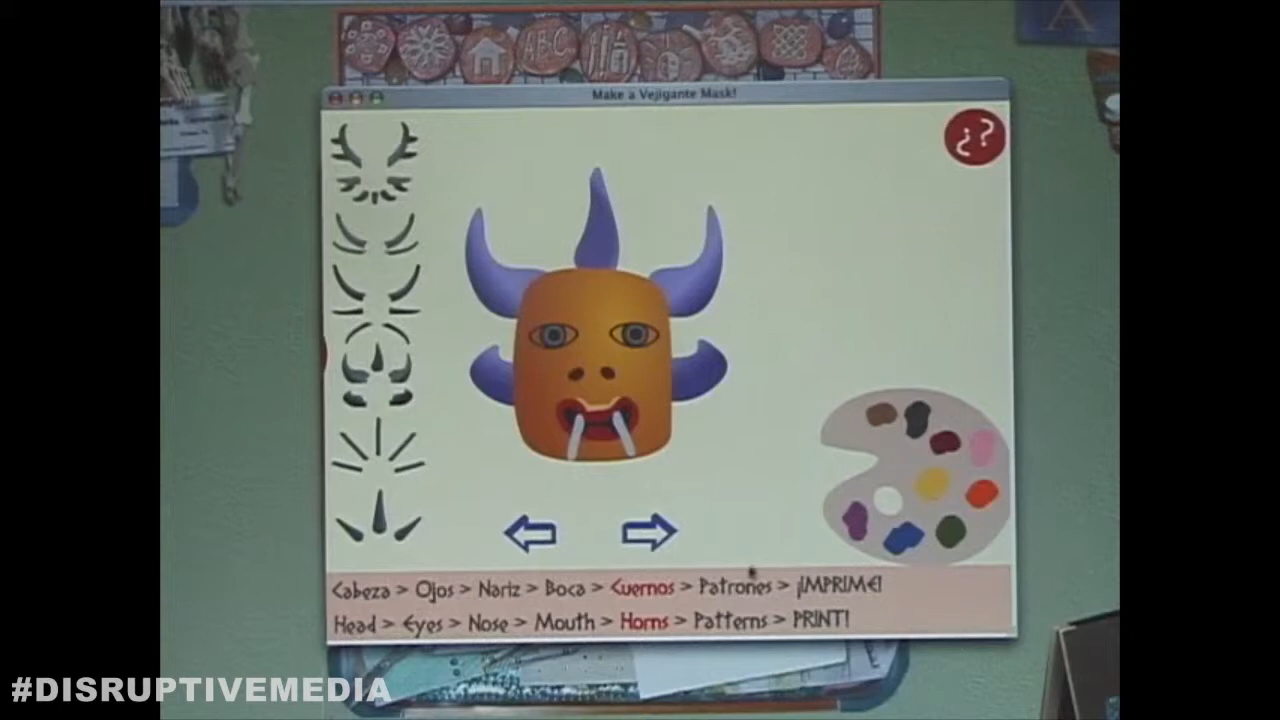 A
ABC
Make a Vejigante Mask!
¿?
Cabeza > Ojos > Nariz > Boca > Cuernos > Patrones > ¡IMPRIME!
Head > Eyes > Nose > Mouth > Horns > Patterns > PRINT!
#DISRUPTIVEMEDIA